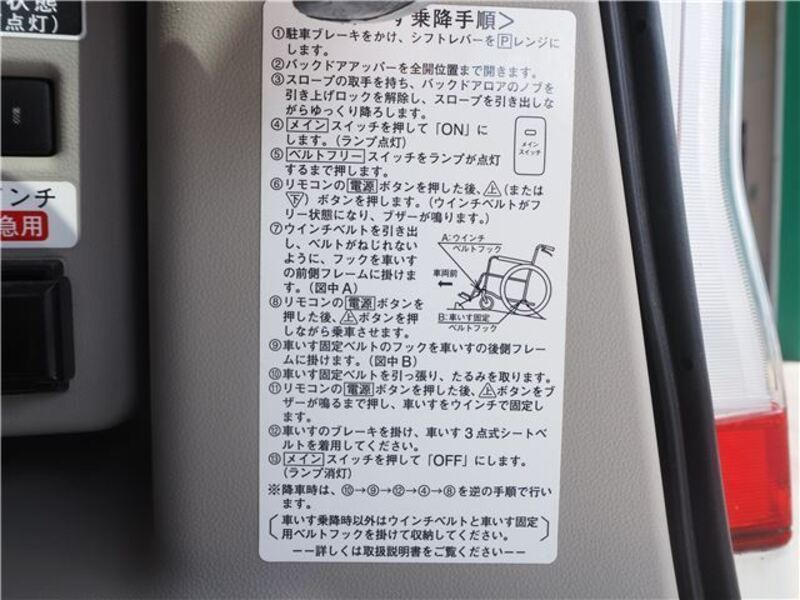 状態
点灯)
インチ
急用
す乗降手順＞
①駐車ブレーキをかけ、シフトレバーをPレンジに
します。
②バックドアアッパーを全開位置まで開きます。
③スロープの取手を持ち、バックドアロアのノブを
引き上げロックを解除し、スロープを引き出しな
がらゆっくり降ろします。
④メインスイッチを押して「ON」に
します。(ランプ点灯)
メイン
スイッチ
⑤ベルトフリースイッチをランプが点灯
するまで押します。
⑥リモコンの電源ボタンを押した後、上(または
下)ボタンを押します。(ウインチベルトがフ
リー状態になり、ブザーが鳴ります。)
⑦ウインチベルトを引き出
し、ベルトがねじれない
ように、フックを車いす
の前側フレームに掛けま
す。(図中A)
A:ウインチ
ベルトフック
車両前
B:車いす固定
ベルトフック
⑧リモコンの電源ボタンを
押した後、上ボタンを押
しながら乗車させます。
⑨車いす固定ベルトのフックを車いすの後側フレー
ムに掛けます。(図中B)
⑩車いす固定ベルトを引っ張り、たるみを取ります。
⑪リモコンの電源ボタンを押した後、上ボタンをブ
ザーが鳴るまで押し、車いすをウインチで固定し
ます。
⑫車いすのブレーキを掛け、車いす3点式シートベ
ルトを着用してください。
⑬メインスイッチを押して「OFF」にします。
(ランプ消灯)
※降車時は、⑩→⑨→⑫→④→⑧を逆の手順で行い
ます。
(車いす乗降時以外はウインチベルトと車いす固定
用ベルトフックを掛けて収納してください。)
ーー詳しくは取扱説明書をご覧くださいーー